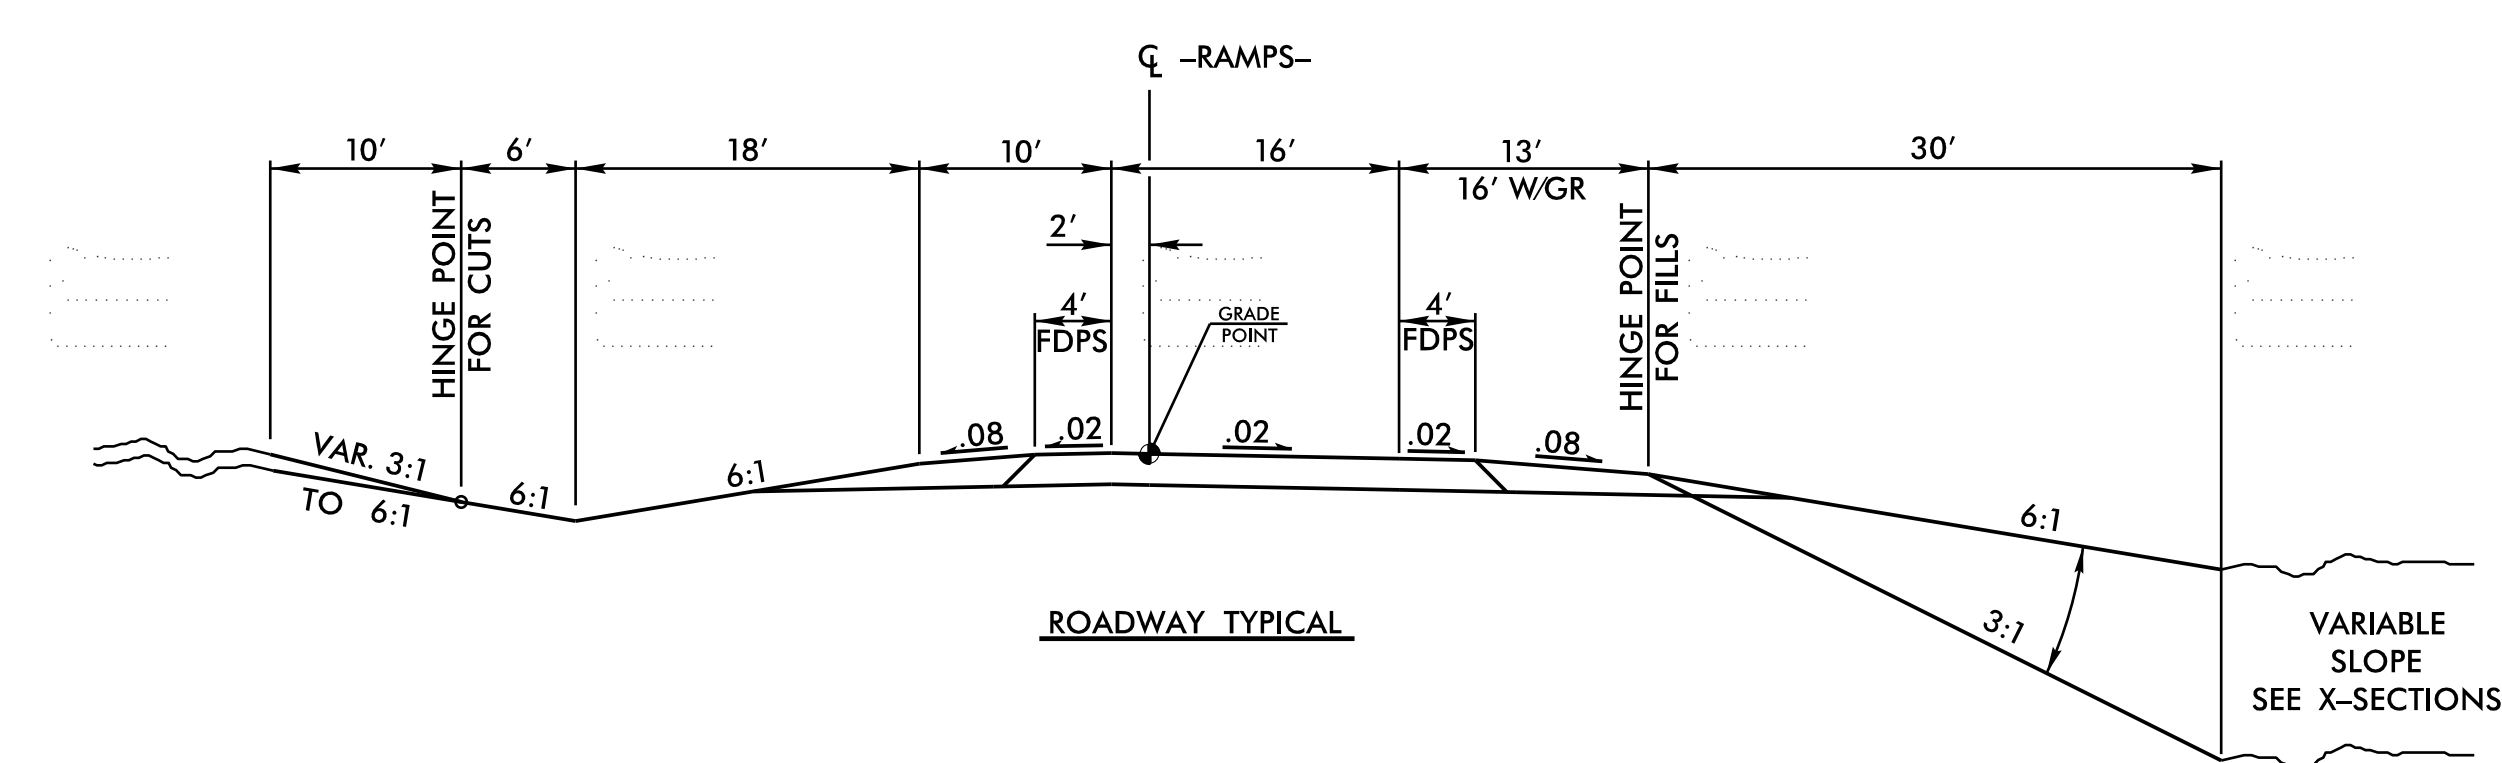 ℄ -RAMPS-
10' 6' 18' 10' 16' 13' 30'
16' W/GR
2'
4' 4'
FDPS FDPS
GRADE
POINT
HINGE POINT
FOR CUTS
HINGE POINT
FOR FILLS
.08 .02 .02 .02 .08
VAR. 3:1
TO 6:1
6:1
6:1
6:1
3:1
ROADWAY TYPICAL
VARIABLE
SLOPE
SEE X-SECTIONS